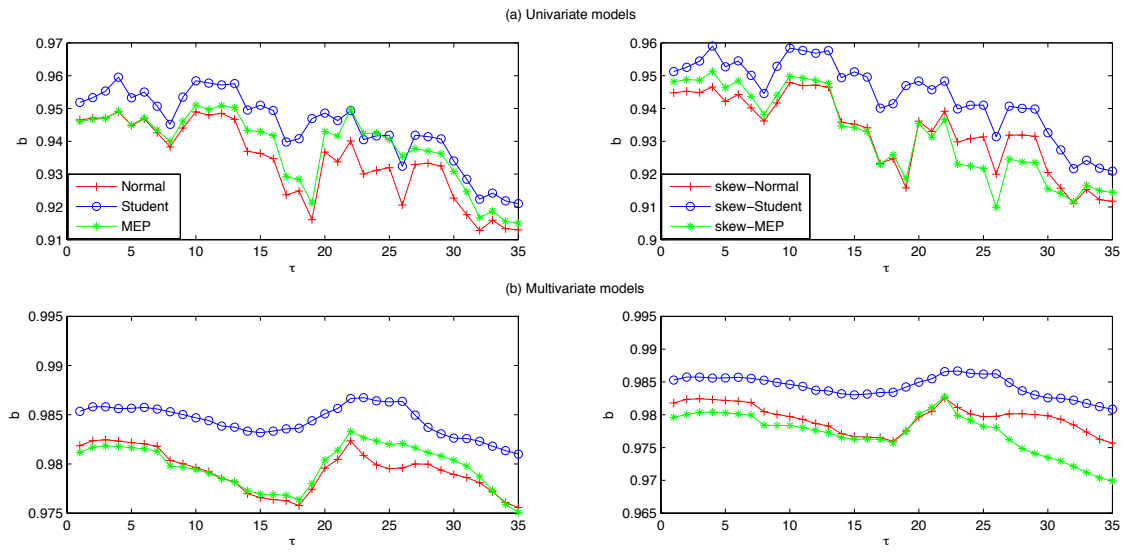 (a) Univariate models
0.97
0.96
0.95
0.94
0.93
0.92
0.91
b
0 5 10 15 20 25 30 35
τ
Normal
Student
MEP
0.96
0.95
0.94
0.93
0.92
0.91
0.9
b
0 5 10 15 20 25 30 35
τ
skew-Normal
skew-Student
skew-MEP
(b) Multivariate models
0.995
0.99
0.985
0.98
0.975
b
0 5 10 15 20 25 30 35
τ
0.995
0.99
0.985
0.98
0.975
0.97
0.965
b
0 5 10 15 20 25 30 35
τ